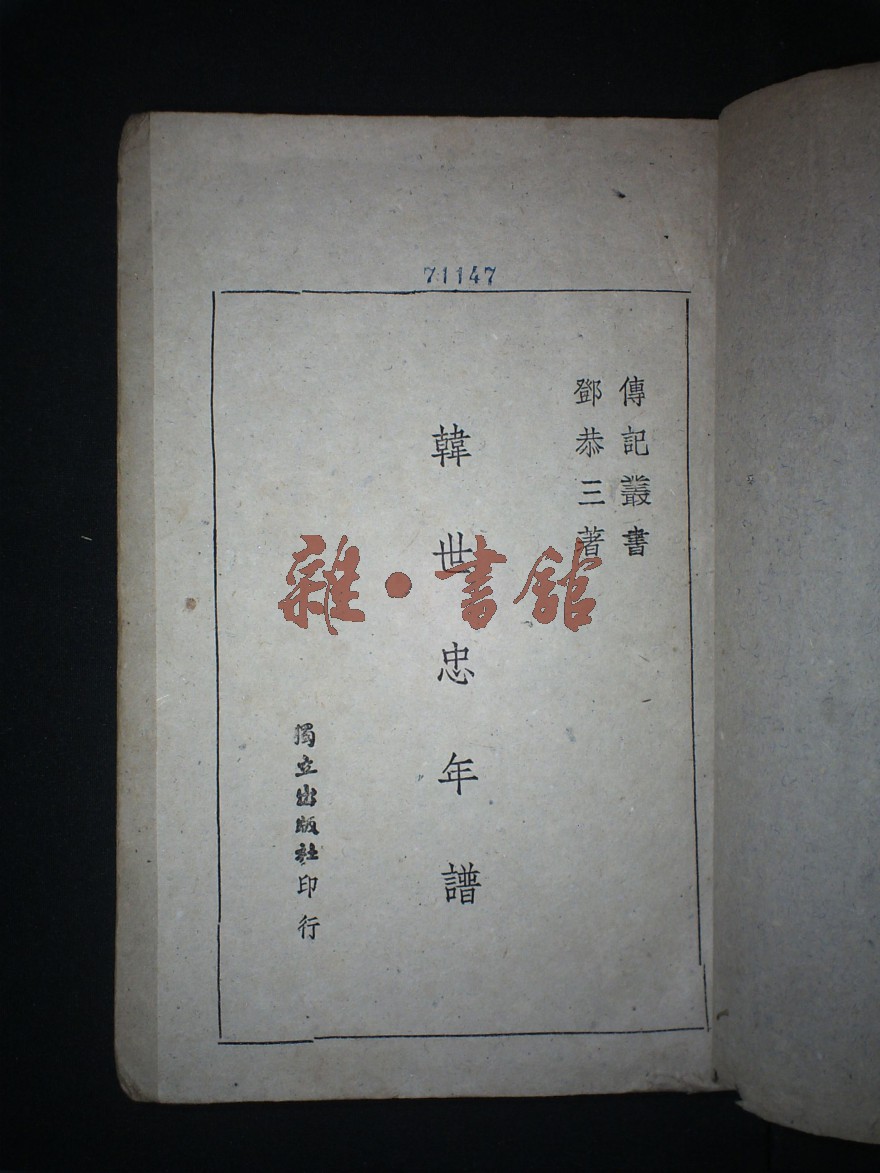 71147
傳記叢書
鄧恭三著
韓世忠年譜
獨立出版社印行
雜·書館